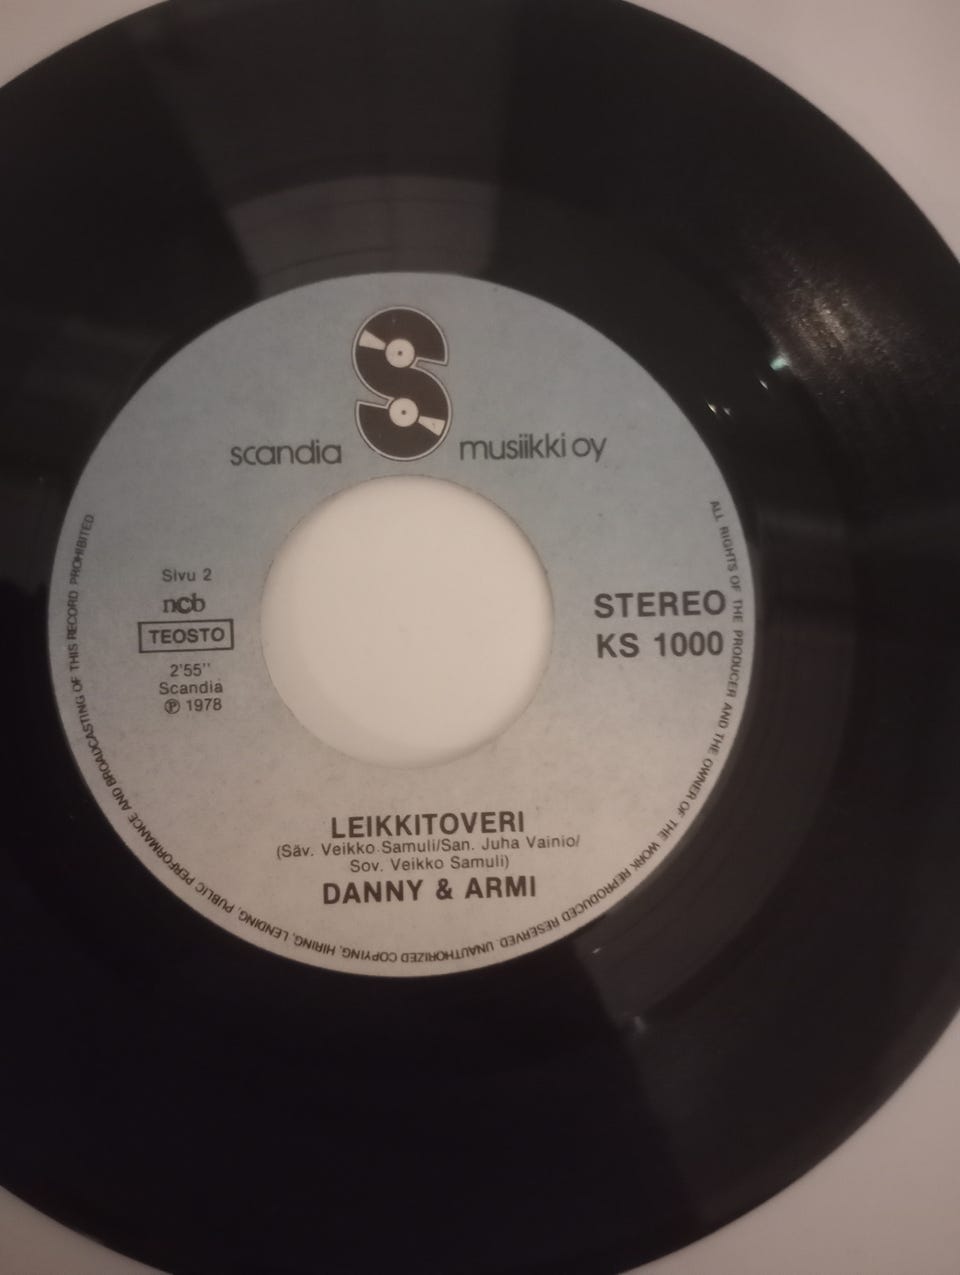 scandia musiikki oy
Sivu 2
ncb
TEOSTO
2'55"
Scandia
Ⓟ 1978
STEREO
KS 1000
LEIKKITOVERI
(Säv. Veikko Samuli/San. Juha Vainio/
Sov. Veikko Samuli)
DANNY & ARMI
ALL RIGHTS OF THE PRODUCER AND THE OWNER OF THE WORK REPRODUCED RESERVED. UNAUTHORIZED COPYING, HIRING, LENDING, PUBLIC PERFORMANCE AND BROADCASTING OF THIS RECORD PROHIBITED